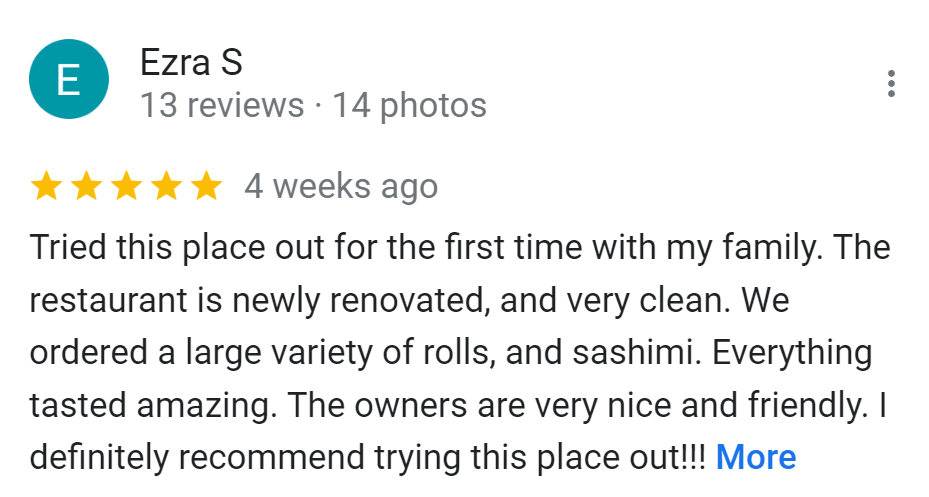 E
Ezra S
13 reviews · 14 photos
4 weeks ago
Tried this place out for the first time with my family. The
restaurant is newly renovated, and very clean. We
ordered a large variety of rolls, and sashimi. Everything
tasted amazing. The owners are very nice and friendly. I
definitely recommend trying this place out!!! More